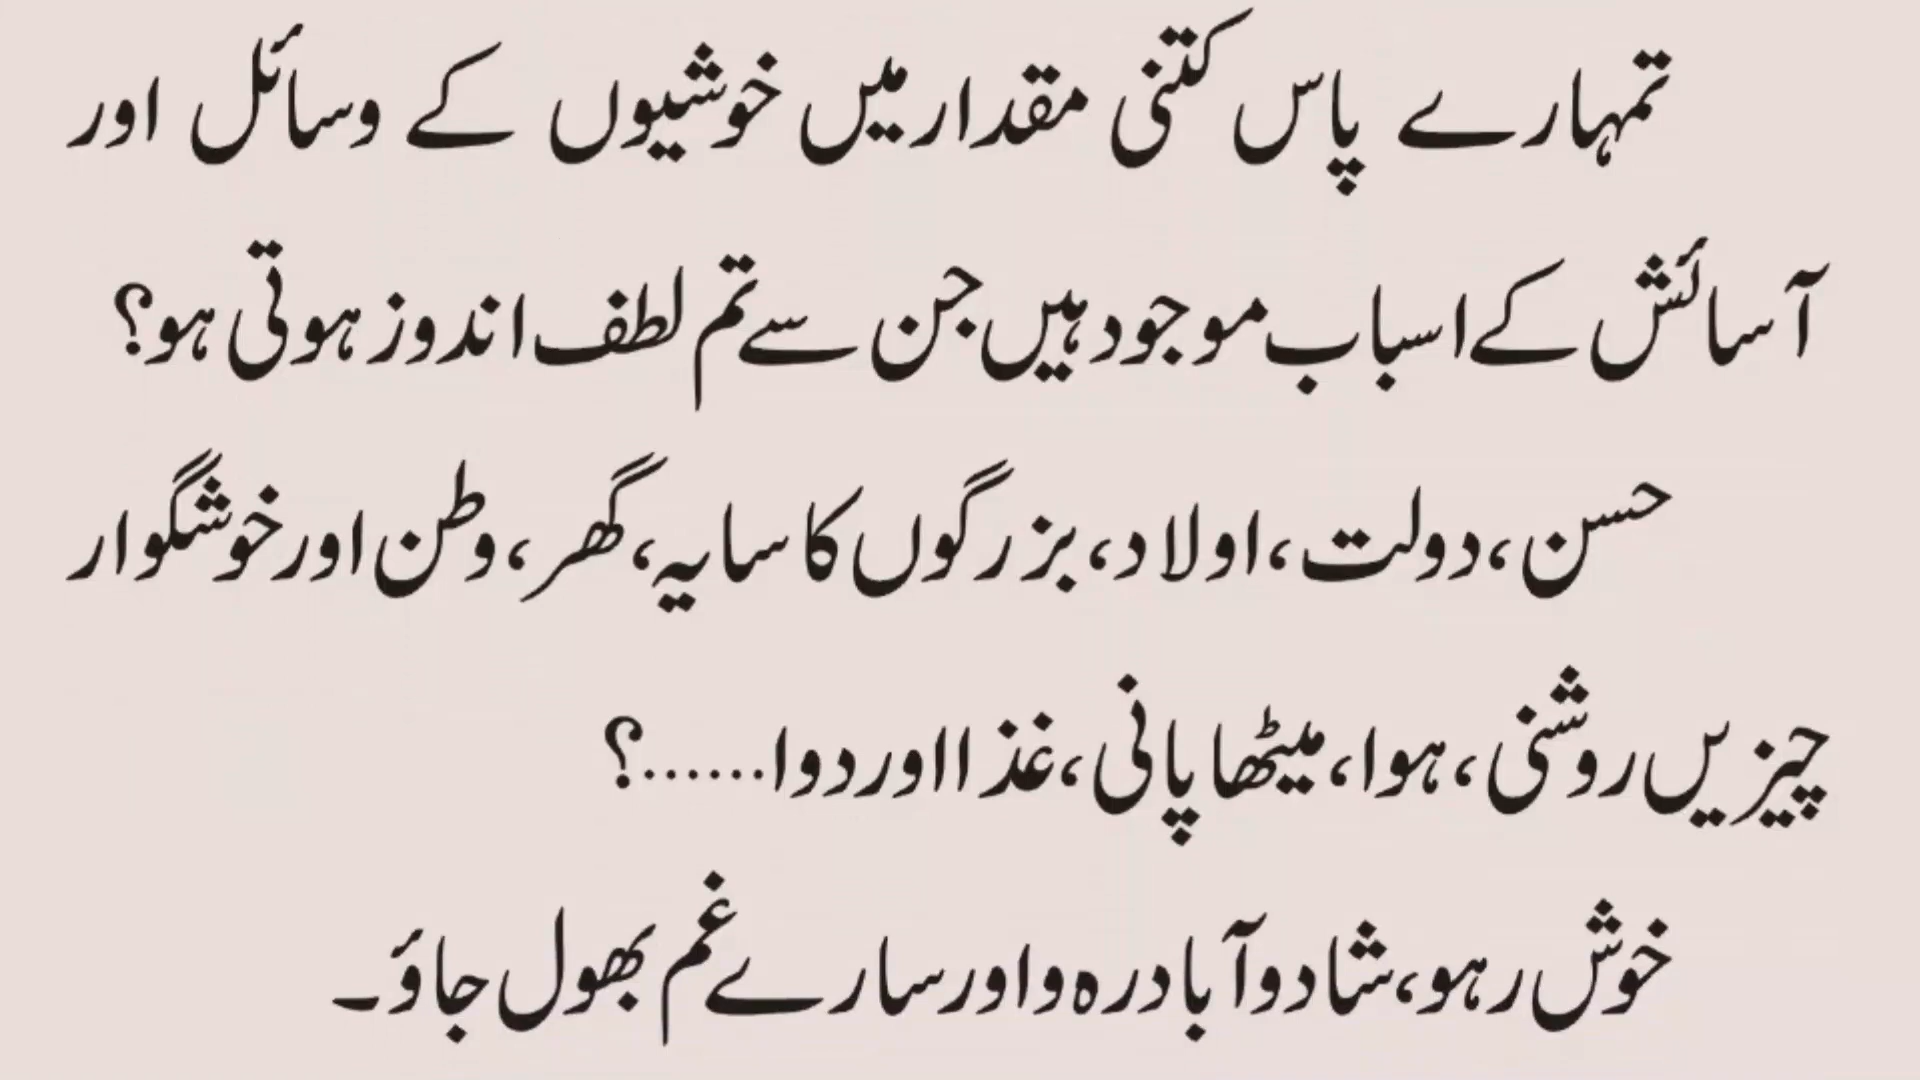 تمہارے پاس کتنی مقدار میں خوشیوں کے وسائل اور
آسائش کے اسباب موجود ہیں جن سے تم لطف اندوز ہوتی ہو؟
حسن، دولت، اولاد، بزرگوں کا سایہ، گھر، وطن اور خوشگوار
چیزیں روشنی، ہوا، میٹھا پانی، غذا اور دوا......؟
خوش رہو، شاد و آباد رہو اور سارے غم بھول جاؤ۔